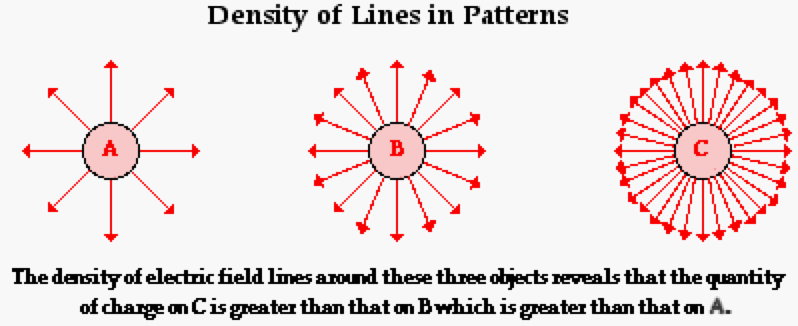 Density of Lines in Patterns
A B C
The density of electric field lines around these three objects reveals that the quantity
of charge on C is greater than that on B which is greater than that on A.